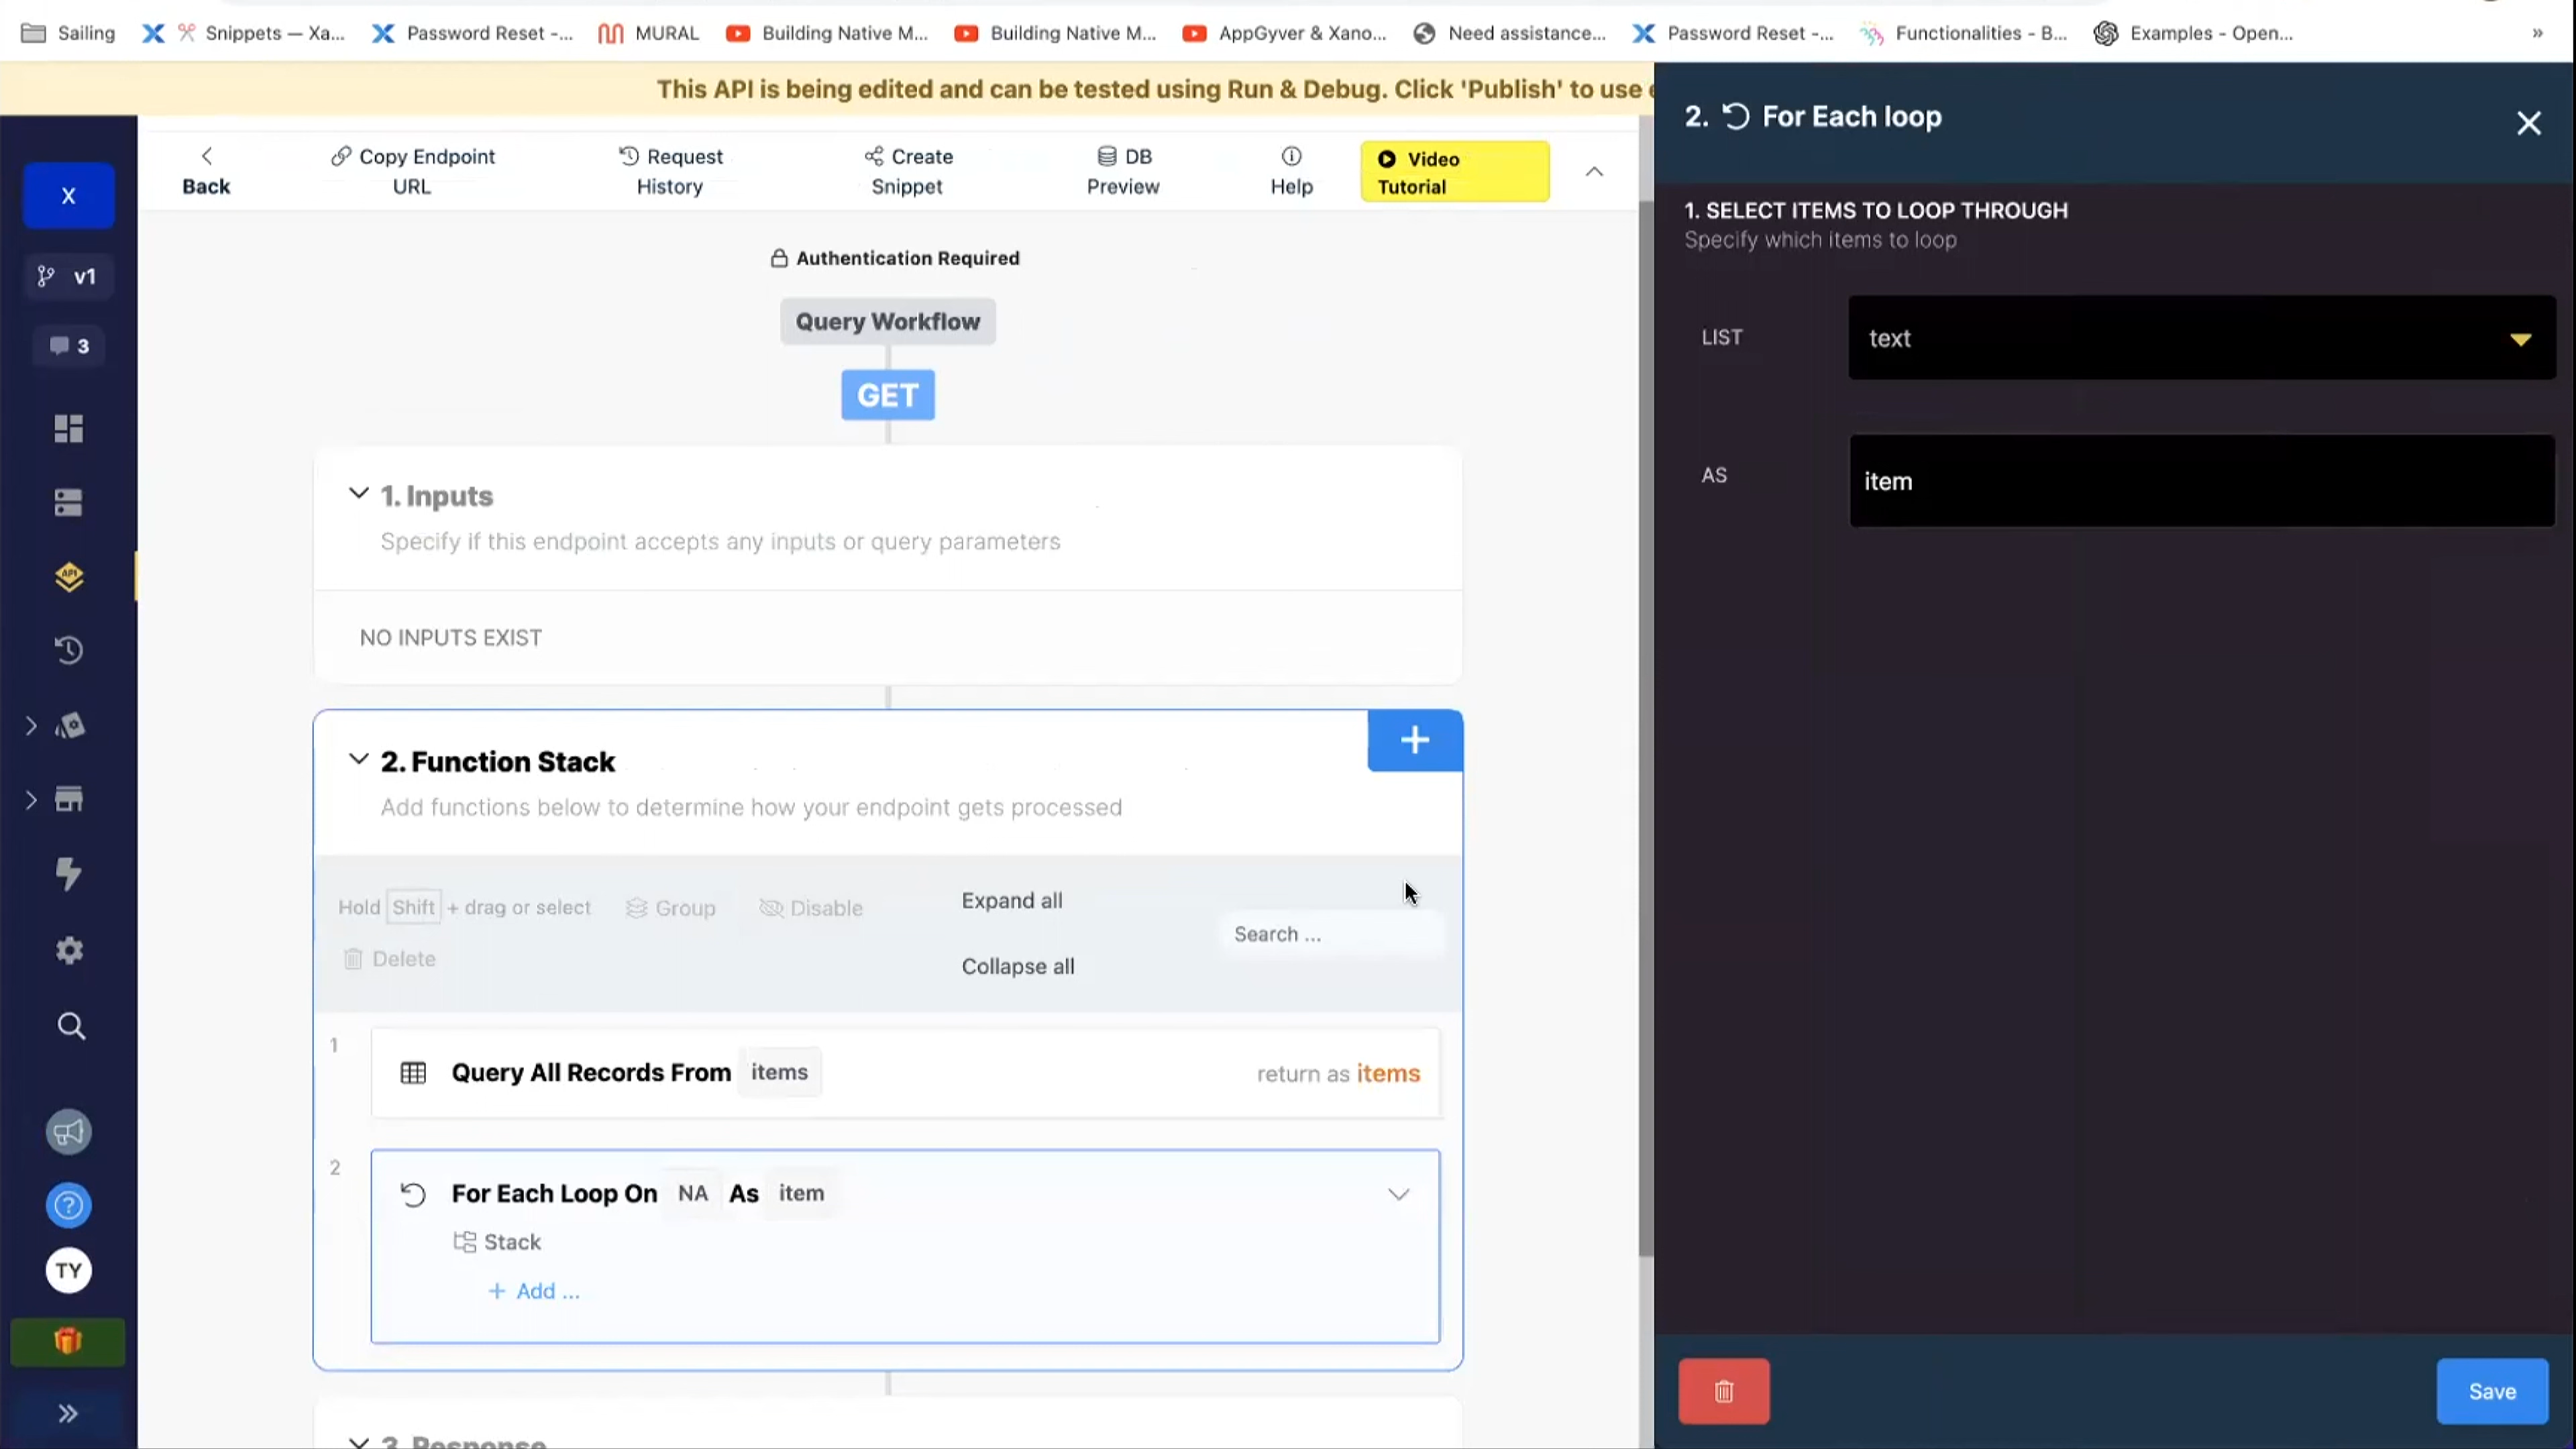 Sailing
Snippets — Xa...
Password Reset -...
MURAL
Building Native M...
Building Native M...
AppGyver & Xano...
Need assistance...
Password Reset -...
Functionalities - B...
Examples - Open...
»
This API is being edited and can be tested using Run & Debug. Click 'Publish' to use
X
v1
3
API
TY
Back
Copy Endpoint
URL
Request
History
Create
Snippet
DB
Preview
Help
Video
Tutorial
Authentication Required
Query Workflow
GET
1. Inputs
Specify if this endpoint accepts any inputs or query parameters
NO INPUTS EXIST
2. Function Stack
Add functions below to determine how your endpoint gets processed
Hold Shift + drag or select Group Disable
Delete
Expand all
Collapse all
Search ...
1
Query All Records From items return as items
2
For Each Loop On NA As item
Stack
+ Add ...
3. Response
2. For Each loop
1. SELECT ITEMS TO LOOP THROUGH
Specify which items to loop
LIST text
AS item
Save